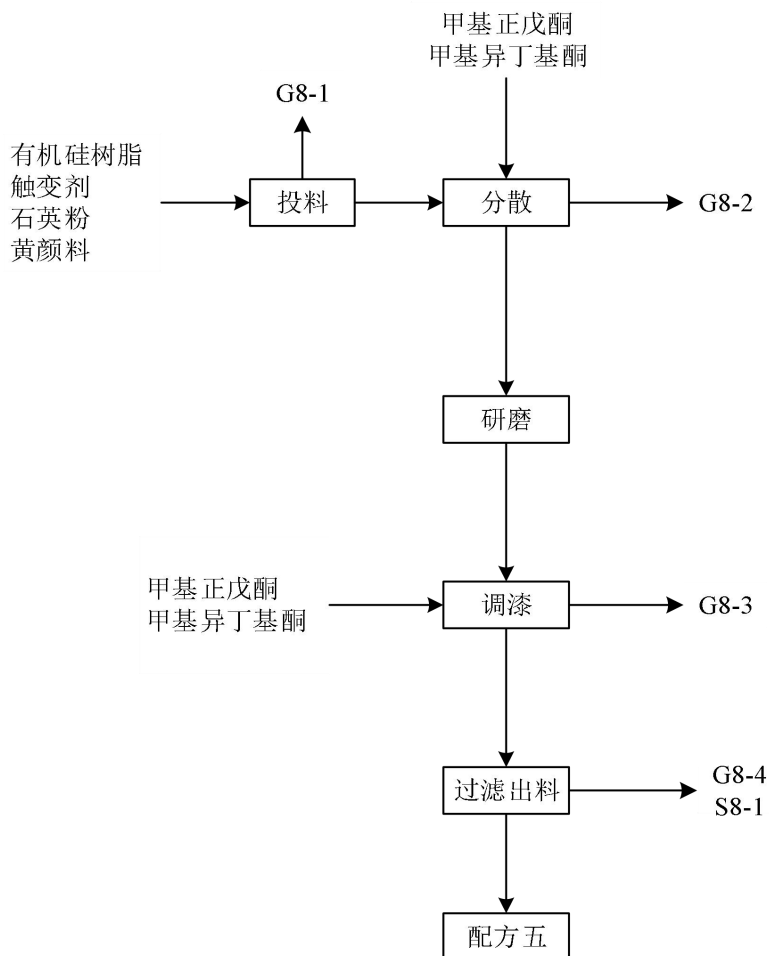 甲基正戊酮
甲基异丁基酮
G8-1
有机硅树脂
触变剂
石英粉
黄颜料
投料
分散
G8-2
研磨
甲基正戊酮
甲基异丁基酮
调漆
G8-3
过滤出料
G8-4
S8-1
配方五